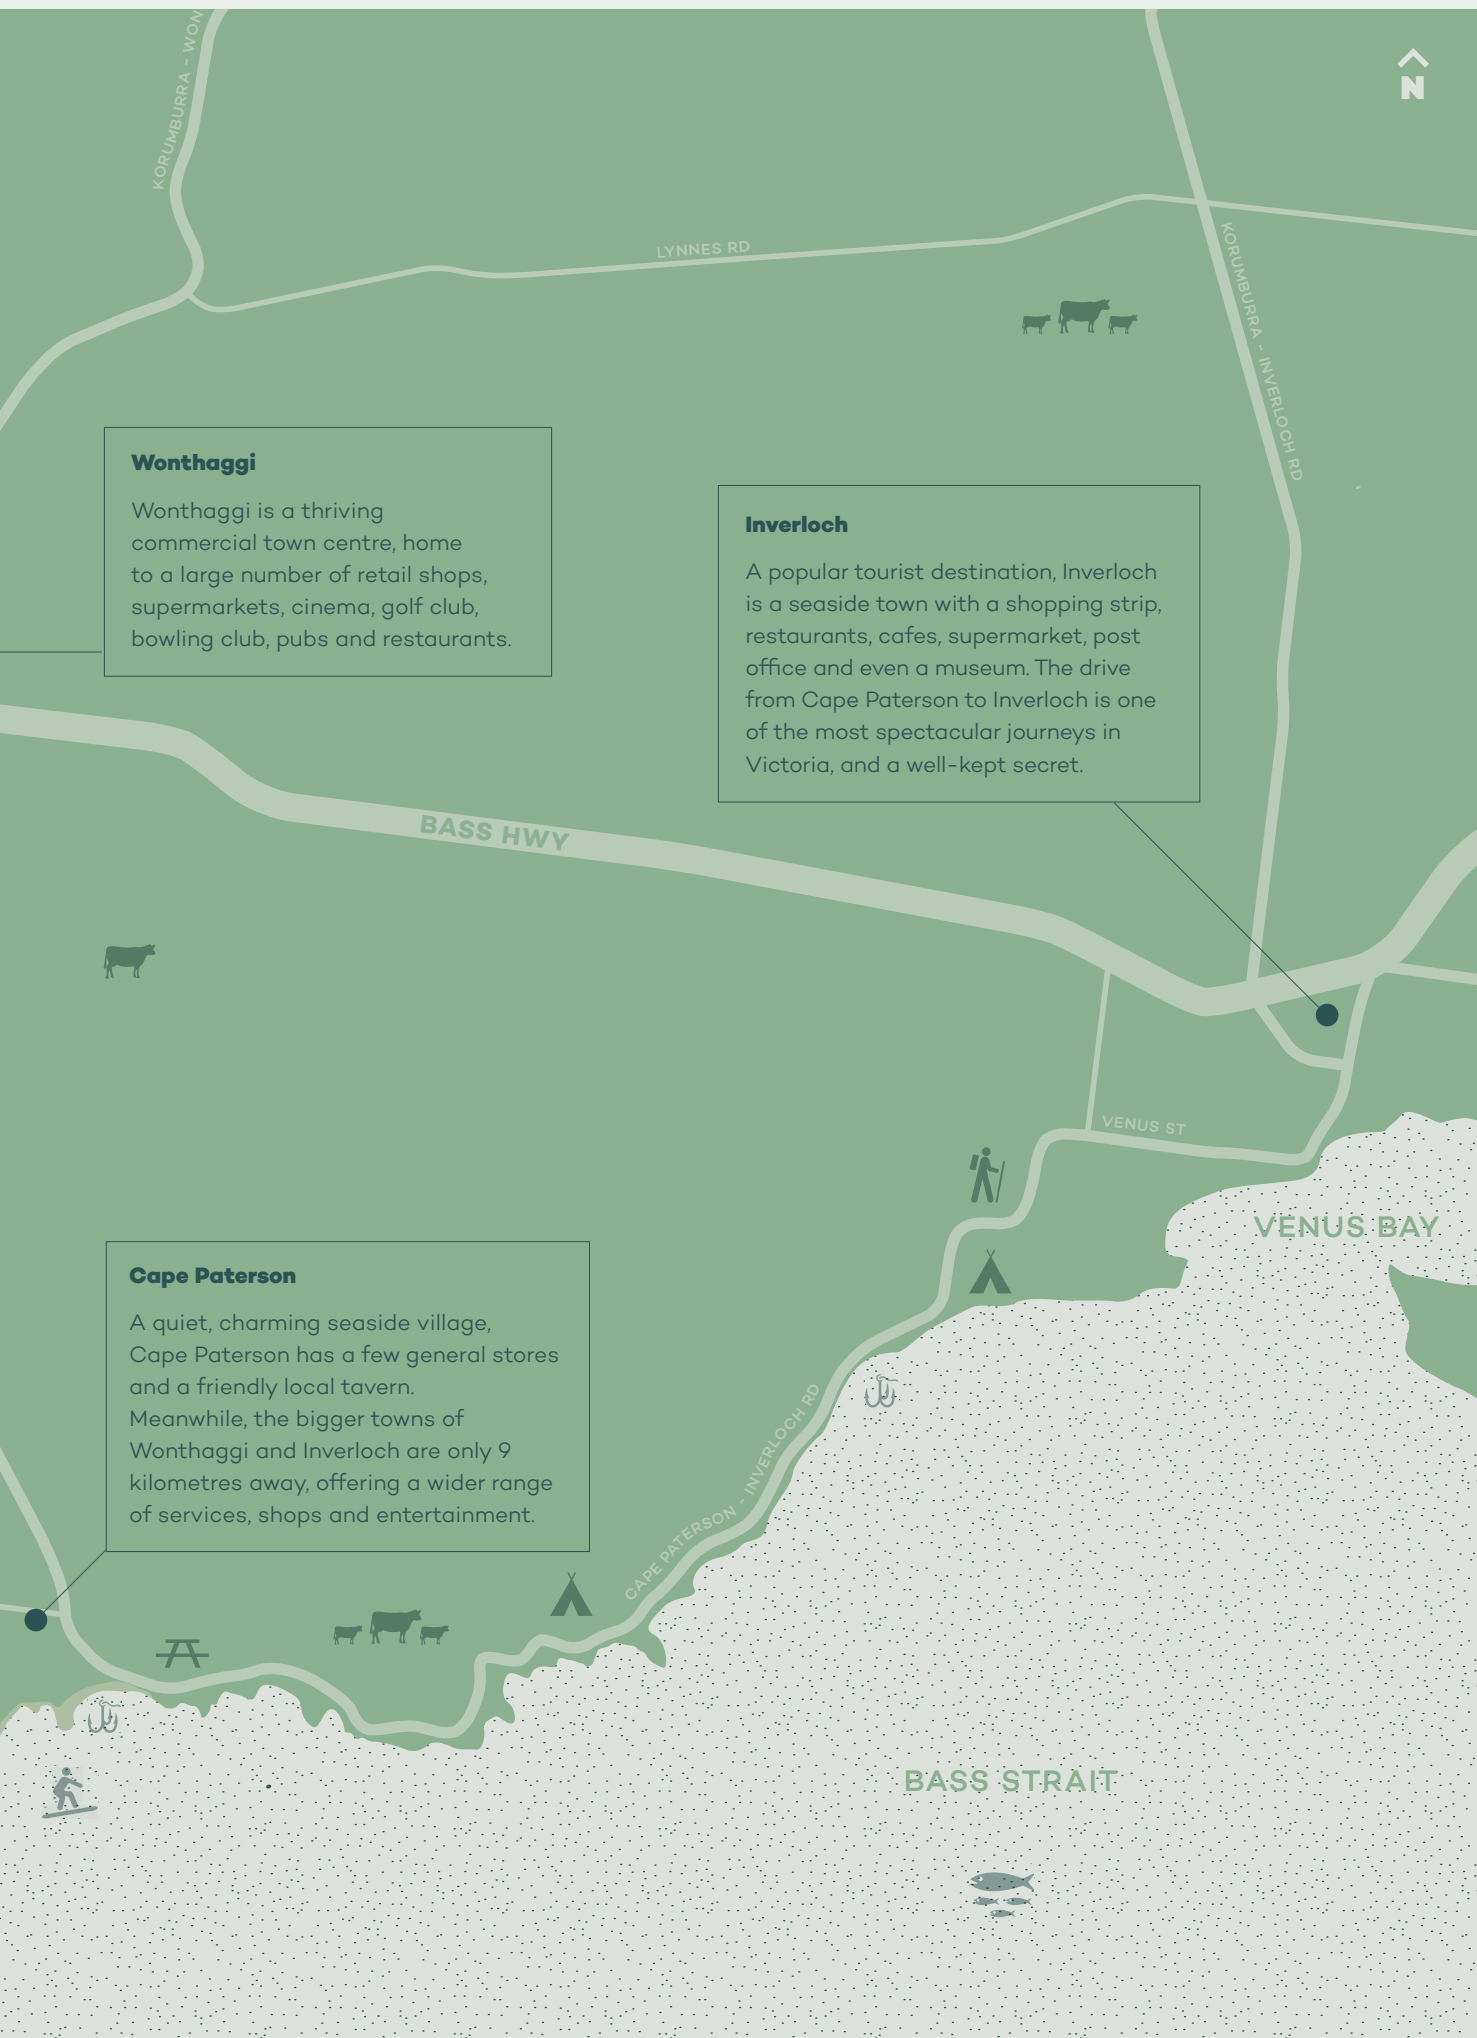 KORUMBURRA - WON
N
LYNNES RD
KORUMBURRA - INVERLOCH RD
Wonthaggi
Wonthaggi is a thriving
commercial town centre, home
to a large number of retail shops,
supermarkets, cinema, golf club,
bowling club, pubs and restaurants.
Inverloch
A popular tourist destination, Inverloch
is a seaside town with a shopping strip,
restaurants, cafes, supermarket, post
office and even a museum. The drive
from Cape Paterson to Inverloch is one
of the most spectacular journeys in
Victoria, and a well-kept secret.
BASS HWY
VENUS ST
VENUS BAY
Cape Paterson
A quiet, charming seaside village,
Cape Paterson has a few general stores
and a friendly local tavern.
Meanwhile, the bigger towns of
Wonthaggi and Inverloch are only 9
kilometres away, offering a wider range
of services, shops and entertainment.
CAPE PATERSON - INVERLOCH RD
BASS STRAIT